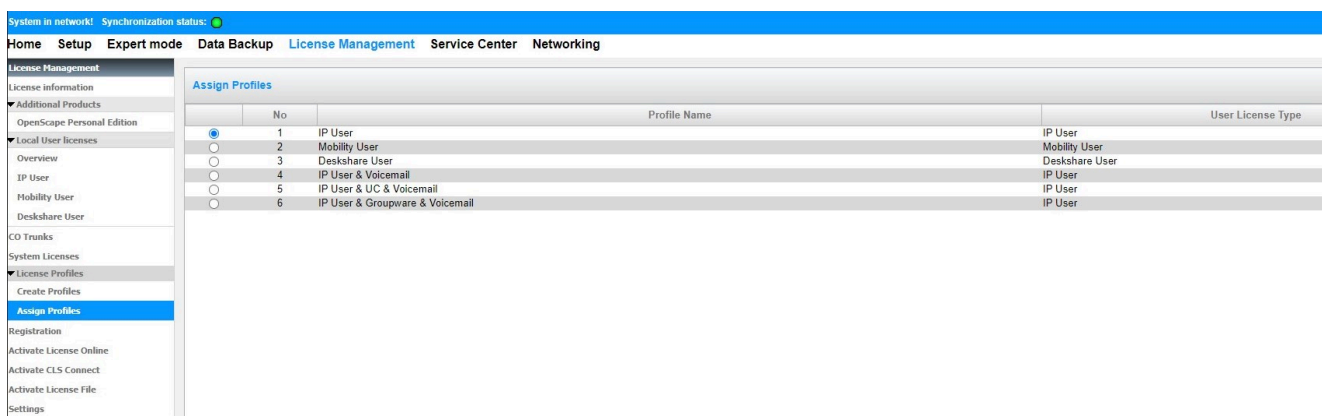 System in network! Synchronization status:
Home Setup Expert mode Data Backup License Management Service Center Networking
License Management
License information
Additional Products
OpenScape Personal Edition
Local User licenses
Overview
IP User
Mobility User
Deskshare User
CO Trunks
System Licenses
License Profiles
Create Profiles
Assign Profiles
Registration
Activate License Online
Activate CLS Connect
Activate License File
Settings
Assign Profiles
No Profile Name User License Type
1 IP User IP User
2 Mobility User Mobility User
3 Deskshare User Deskshare User
4 IP User & Voicemail IP User
5 IP User & UC & Voicemail IP User
6 IP User & Groupware & Voicemail IP User